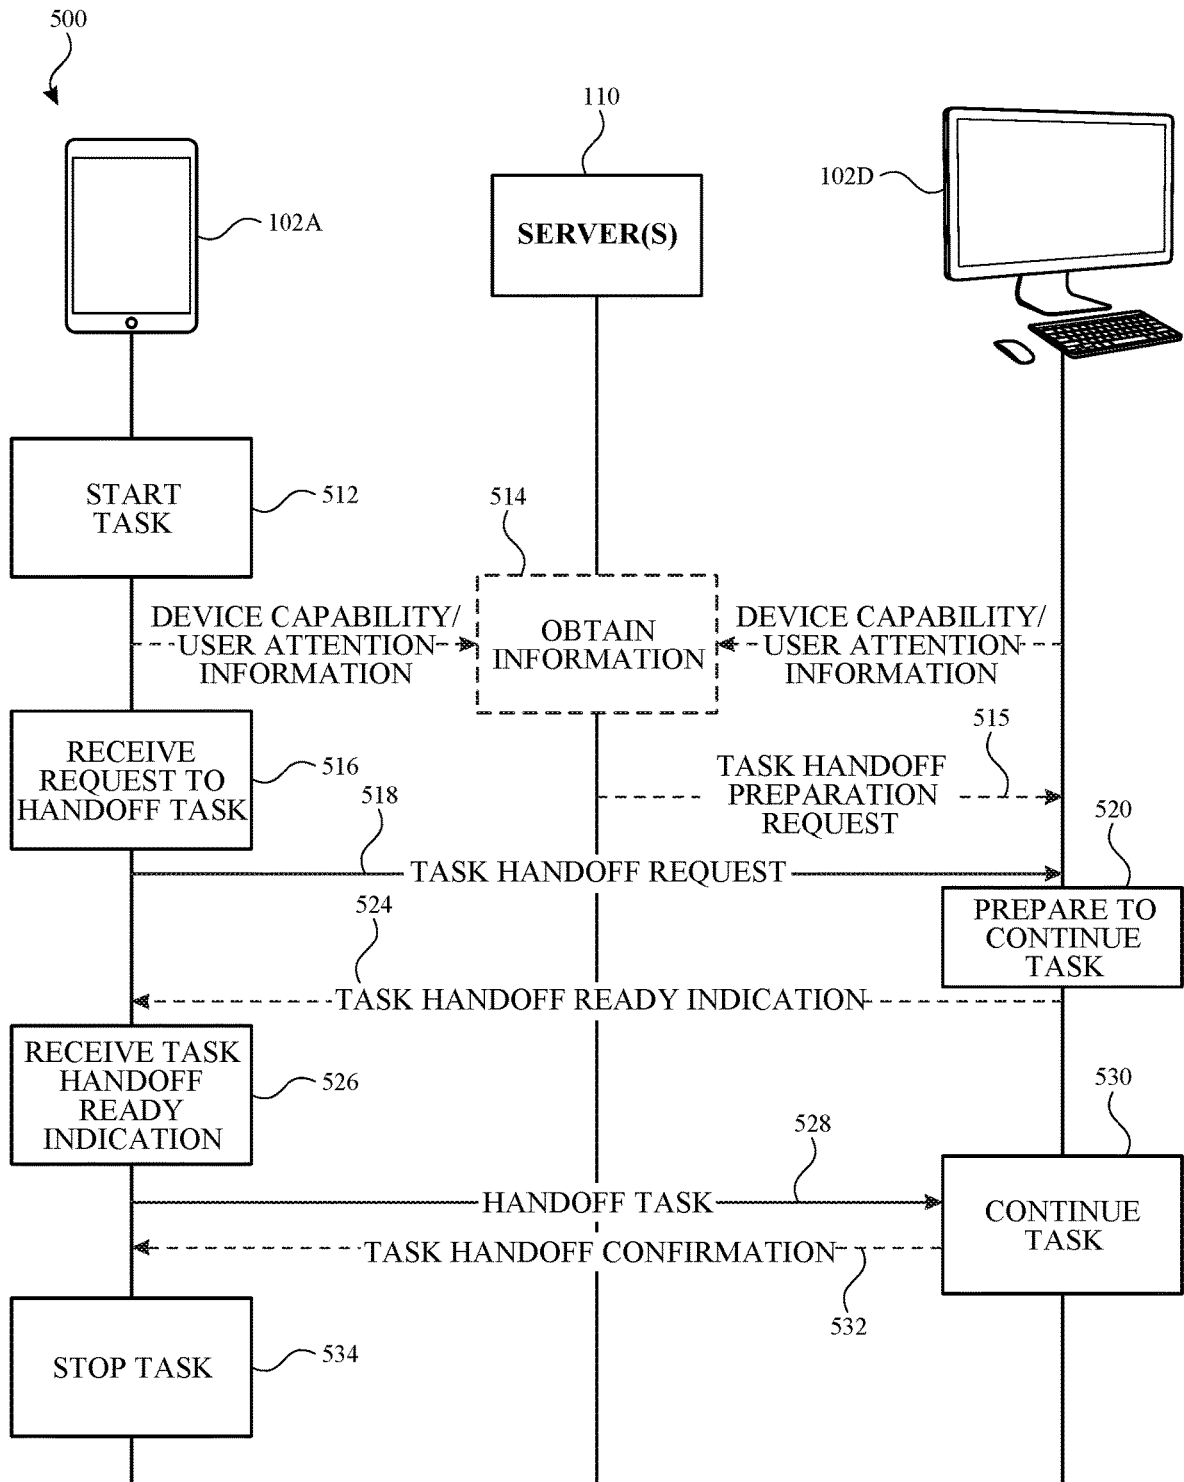 500
110
102D
102A
SERVER(S)
START
TASK
512
514
DEVICE CAPABILITY/
USER ATTENTION
INFORMATION
OBTAIN
INFORMATION
DEVICE CAPABILITY/
USER ATTENTION
INFORMATION
515
RECEIVE
REQUEST TO
HANDOFF TASK
516
TASK HANDOFF
PREPARATION
REQUEST
518
520
TASK HANDOFF REQUEST
PREPARE TO
CONTINUE
TASK
524
TASK HANDOFF READY INDICATION
RECEIVE TASK
HANDOFF
READY
INDICATION
526
530
528
HANDOFF TASK
CONTINUE
TASK
TASK HANDOFF CONFIRMATION
532
STOP TASK
534